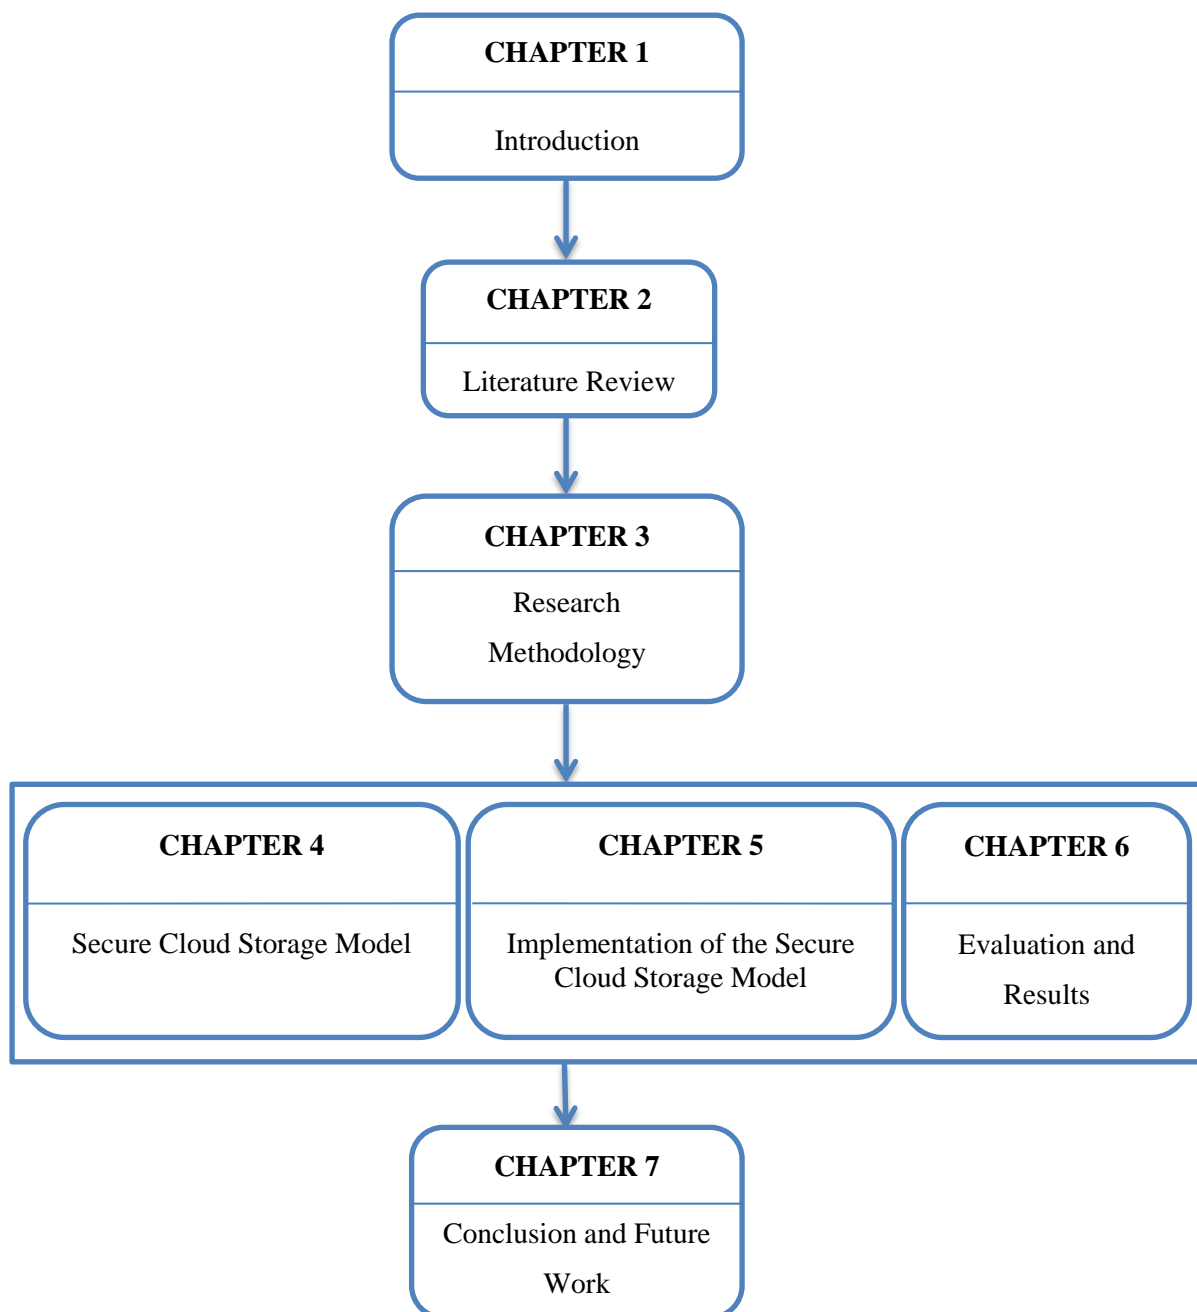 CHAPTER 1
Introduction
CHAPTER 2
Literature Review
CHAPTER 3
Research
Methodology
CHAPTER 4
Secure Cloud Storage Model
CHAPTER 5
Implementation of the Secure
Cloud Storage Model
CHAPTER 6
Evaluation and
Results
CHAPTER 7
Conclusion and Future
Work